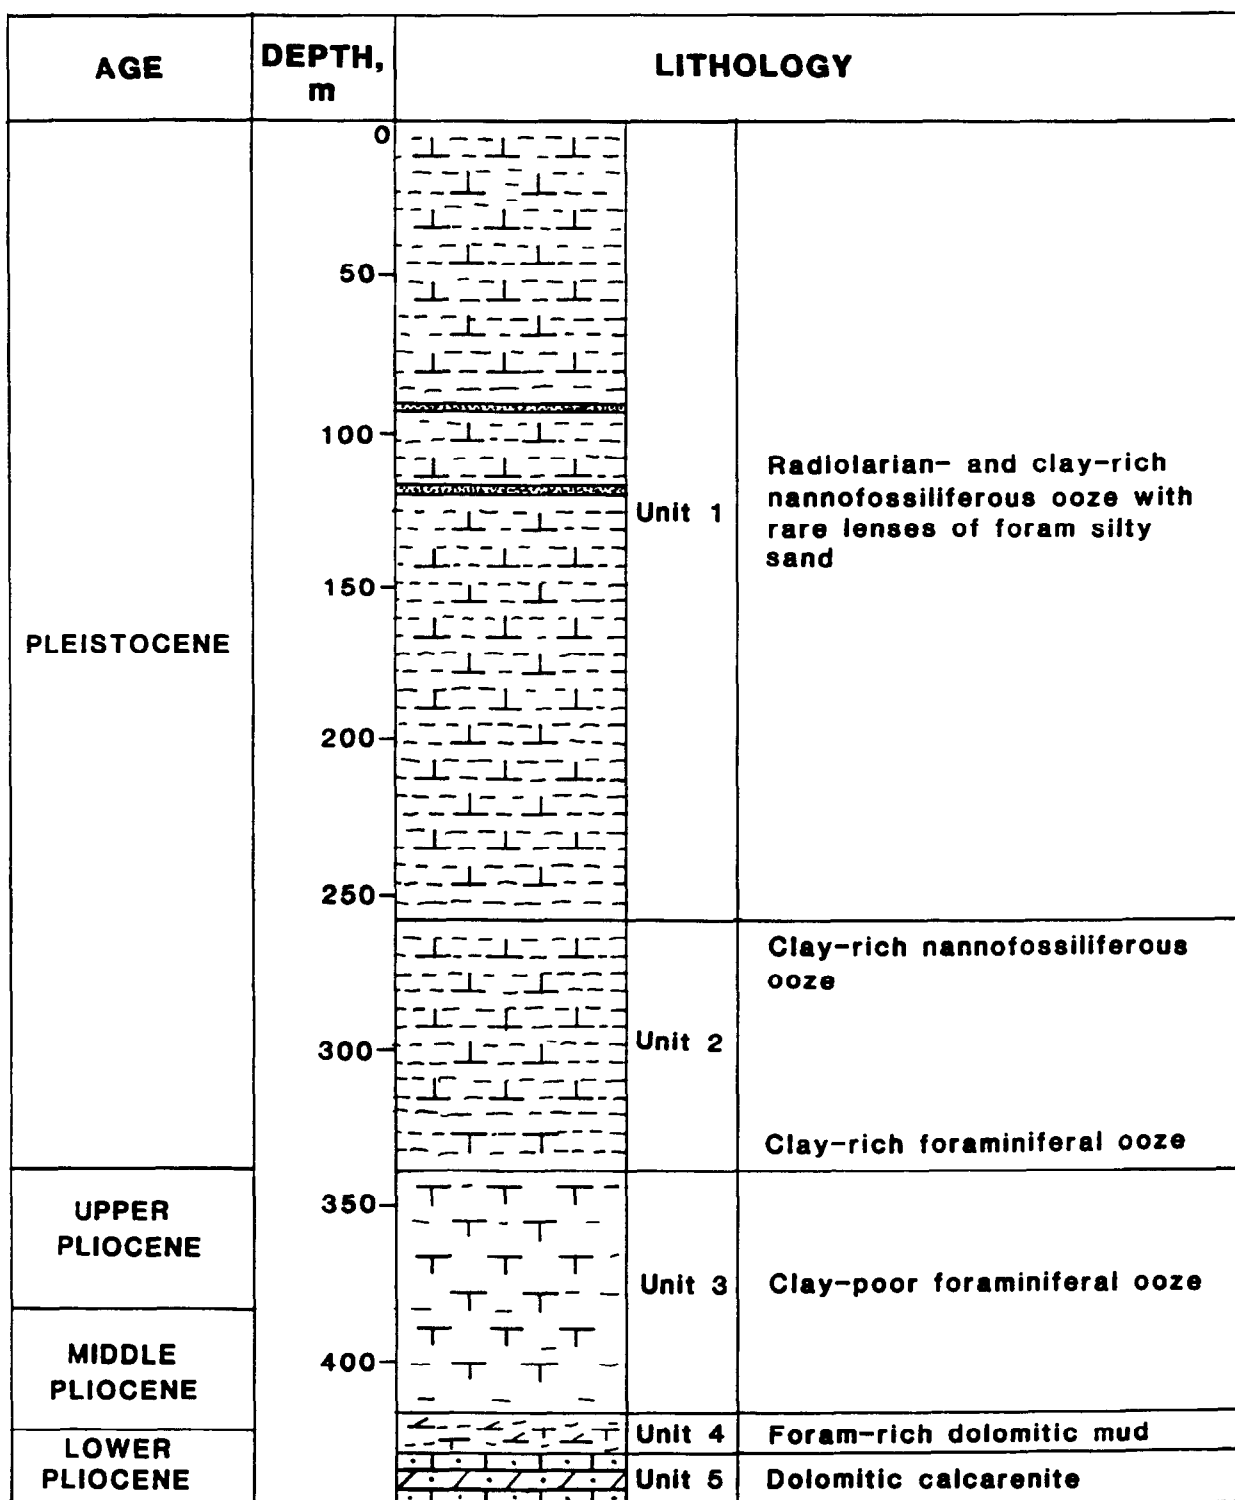 AGE
DEPTH,
m
LITHOLOGY
0
50
100
150
200
250
300
350
400
PLEISTOCENE
UPPER
PLIOCENE
MIDDLE
PLIOCENE
LOWER
PLIOCENE
Unit 1
Radiolarian- and clay-rich
nannofossiliferous ooze with
rare lenses of foram silty
sand
Unit 2
Clay-rich nannofossiliferous
ooze
Clay-rich foraminiferal ooze
Unit 3
Clay-poor foraminiferal ooze
Unit 4
Foram-rich dolomitic mud
Unit 5
Dolomitic calcarenite